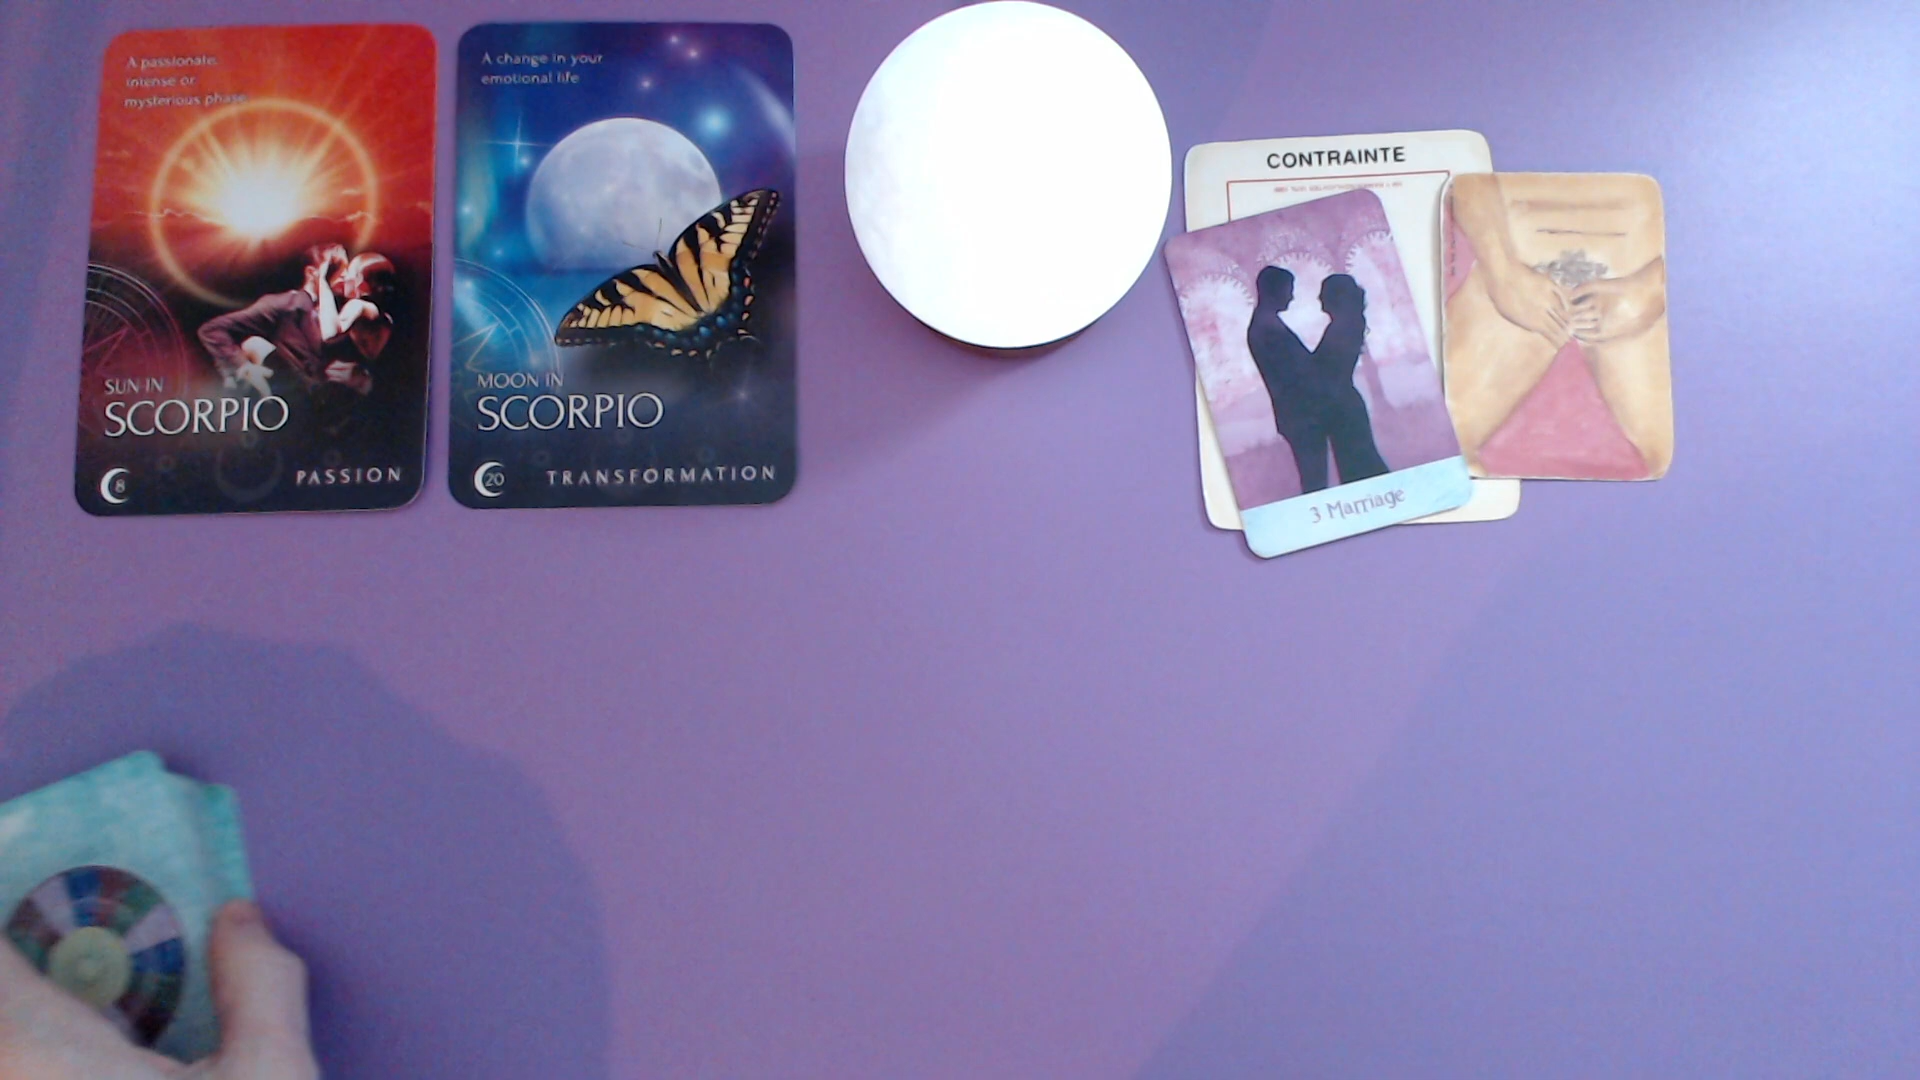 A passionate,
intense or
mysterious phase
SUN IN
SCORPIO
8
PASSION
A change in your
emotional life
MOON IN
SCORPIO
20
TRANSFORMATION
CONTRAINTE
3 Marriage